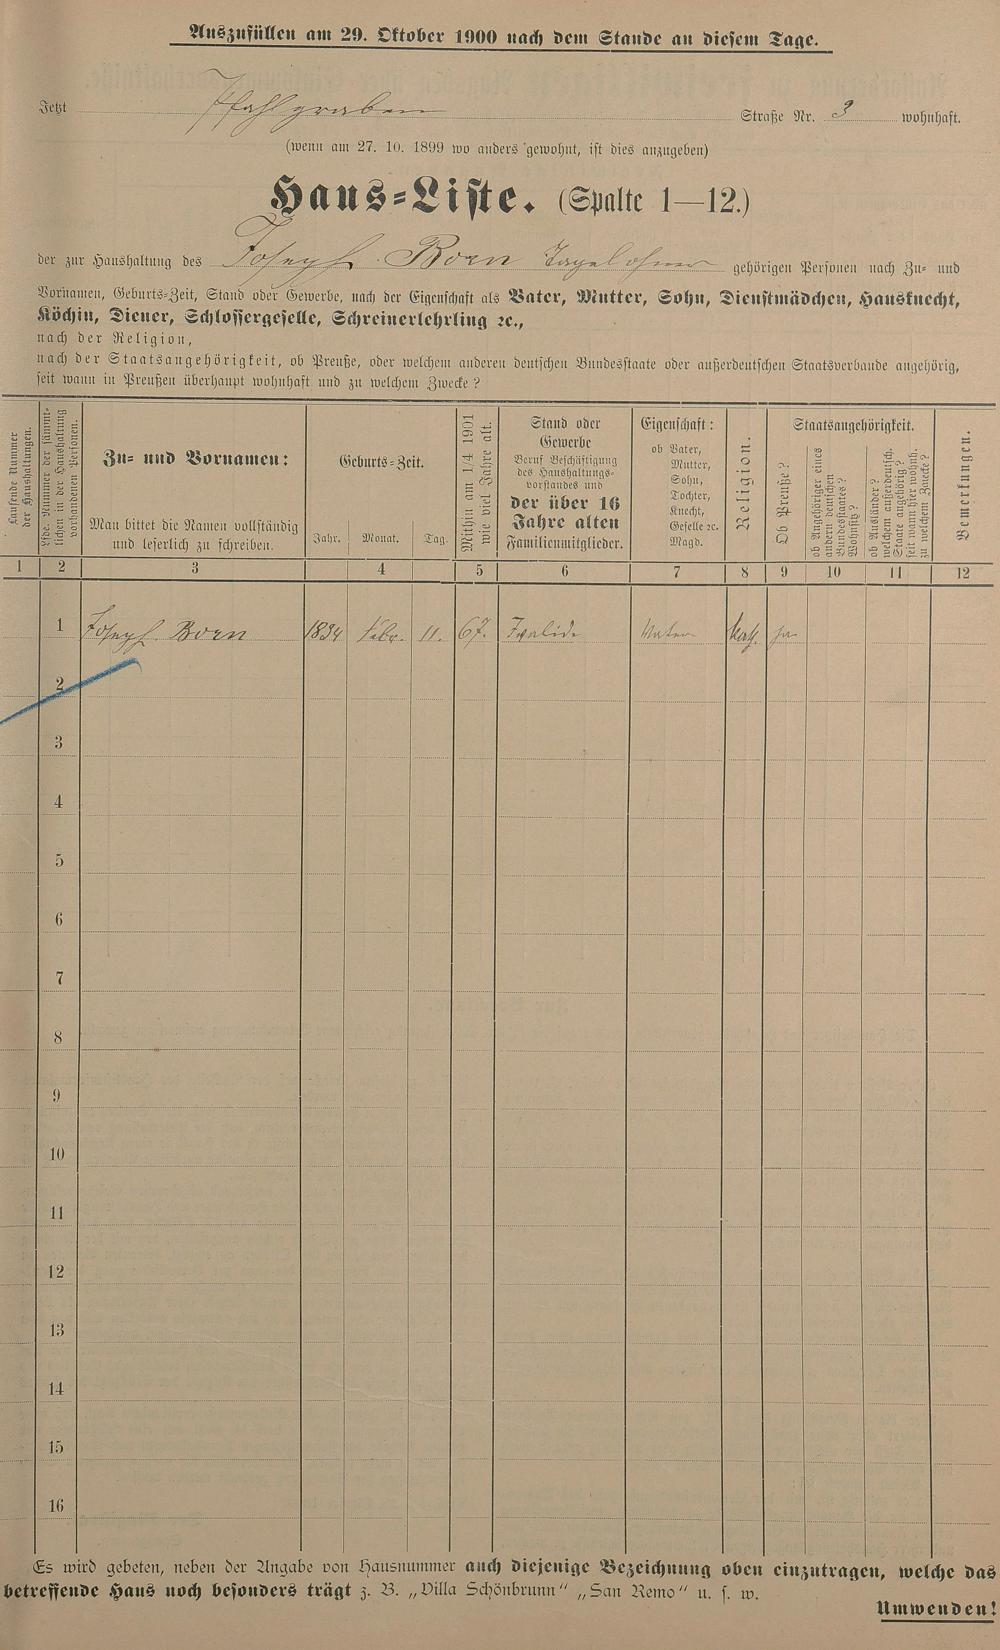 Auszufüllen am 29. Oktober 1900 nach dem Stande an diesem Tage.
Jetzt Pfahlgraben Straße Nr. 3 wohnhaft.
(wenn am 27. 10. 1899 wo anders gewohnt, ist dies anzugeben)
Haus=Liste. (Spalte 1—12.)
der zur Haushaltung des Joseph Born Tagelohner gehörigen Personen nach Zu- und
Vornamen, Geburts-Zeit, Stand oder Gewerbe, nach der Eigenschaft als Vater, Mutter, Sohn, Dienstmädchen, Hausknecht,
Köchin, Diener, Schlossergeselle, Schreinerlehrling ꝛc.,
nach der Religion,
nach der Staatsangehörigkeit, ob Preuße, oder welchem anderen deutschen Bundesstaate oder außerdeutschen Staatsverbande angehörig,
seit wann in Preußen überhaupt wohnhaft und zu welchem Zwecke?
Laufende Nummer
der Haushaltungen.
Lfde. Nummer der sämmt-
lichen in der Haushaltung
vorhandenen Personen.
Zu- und Vornamen:
Man bittet die Namen vollständig
und leserlich zu schreiben.
Geburts=Zeit.
Jahr. Monat. Tag.
Mithin am 1/4 1901
wie viel Jahre alt.
Stand oder
Gewerbe
Beruf Beschäftigung
des Haushaltungs-
vorstandes und
der über 16
Jahre alten
Familienmitglieder.
Eigenschaft:
ob Vater,
Mutter,
Sohn,
Tochter,
Knecht,
Geselle ꝛc.
Magd.
Religion.
Staatsangehörigkeit.
Ob Preuße?
ob Angehöriger eines
andern deutschen
Bundesstaates?
Wohnsitz?
ob Ausländer?
welchem außerdeutsch.
Staate angehörig?
seit wann hier wohnh.
zu welchem Zwecke?
Bemerkungen.
1 2 3 4 5 6 7 8 9 10 11 12
1 Joseph Born 1834 Febr. 11. 67. Ivalide Vater Kath. ja
2
3
4
5
6
7
8
9
10
11
12
13
14
15
16
Es wird gebeten, neben der Angabe von Hausnummer auch diejenige Bezeichnung oben einzutragen, welche das
betreffende Haus noch besonders trägt z. B. „Villa Schönbrunn" „San Remo" u. s. w.
Umwenden!